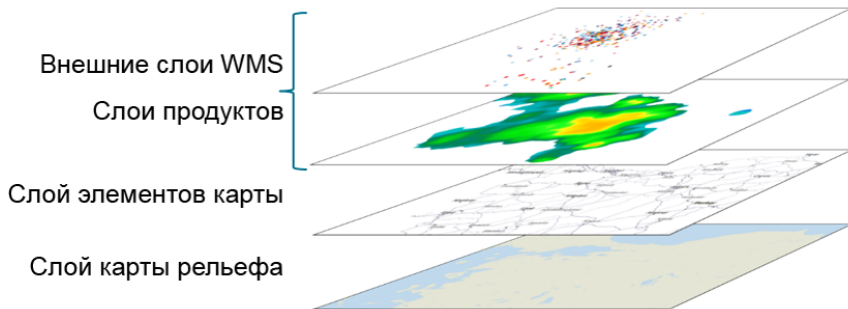 Внешние слои WMS
Слои продуктов
Слой элементов карты
Слой карты рельефа